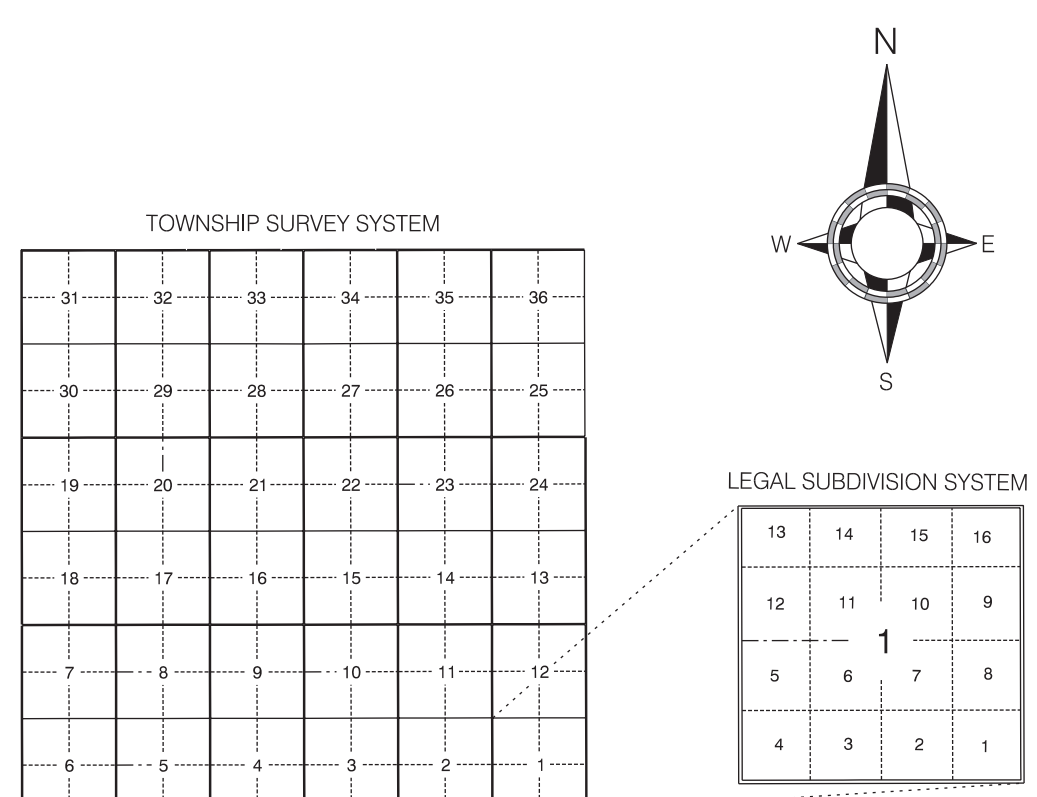 N
W E
S
TOWNSHIP SURVEY SYSTEM
31 32 33 34 35 36
30 29 28 27 26 25
19 20 21 22 23 24
18 17 16 15 14 13
7 8 9 10 11 12
6 5 4 3 2 1
LEGAL SUBDIVISION SYSTEM
13 14 15 16
12 11 10 9
1
5 6 7 8
4 3 2 1